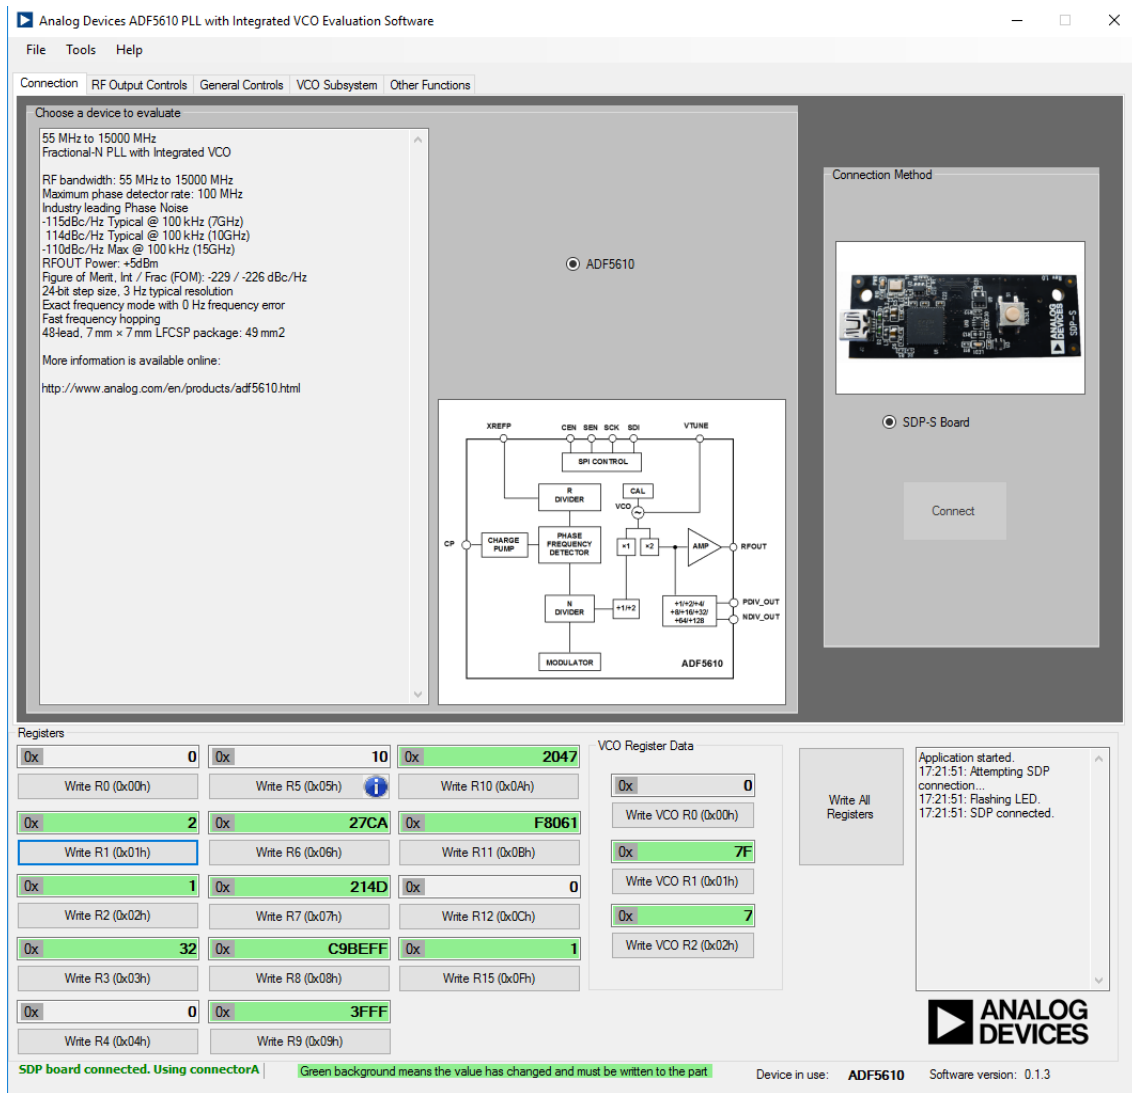 Analog Devices ADF5610 PLL with Integrated VCO Evaluation Software
File Tools Help
Connection RF Output Controls General Controls VCO Subsystem Other Functions
Choose a device to evaluate
55 MHz to 15000 MHz
Fractional-N PLL with Integrated VCO
RF bandwidth: 55 MHz to 15000 MHz
Maximum phase detector rate: 100 MHz
Industry leading Phase Noise
-115dBc/Hz Typical @ 100 kHz (7GHz)
114dBc/Hz Typical @ 100 kHz (10GHz)
-110dBc/Hz Max @ 100 kHz (15GHz)
RFOUT Power: +5dBm
Figure of Merit, Int / Frac (FOM): -229 / -226 dBc/Hz
24-bit step size, 3 Hz typical resolution
Exact frequency mode with 0 Hz frequency error
Fast frequency hopping
48-lead, 7 mm × 7 mm LFCSP package: 49 mm2
More information is available online:
http://www.analog.com/en/products/adf5610.html
ADF5610
XREFP CEN SEN SCK SDI VTUNE
SPI CONTROL
R DIVIDER
CAL
VCO
CP
CHARGE PUMP
PHASE FREQUENCY DETECTOR
×1 ×2
AMP
RFOUT
N DIVIDER
÷1/÷2
÷1/÷2/÷4/
÷8/÷16/÷32/
÷64/÷128
PDIV_OUT
NDIV_OUT
MODULATOR
ADF5610
Connection Method
ANALOG DEVICES
SDP-S
RESET
SDP-S Board
Connect
Registers
0x 0 0x 10 0x 2047
Write R0 (0x00h) Write R5 (0x05h) Write R10 (0x0Ah)
0x 2 0x 27CA 0x F8061
Write R1 (0x01h) Write R6 (0x06h) Write R11 (0x0Bh)
0x 1 0x 214D 0x 0
Write R2 (0x02h) Write R7 (0x07h) Write R12 (0x0Ch)
0x 32 0x C9BEFF 0x 1
Write R3 (0x03h) Write R8 (0x08h) Write R15 (0x0Fh)
0x 0 0x 3FFF
Write R4 (0x04h) Write R9 (0x09h)
VCO Register Data
0x 0
Write VCO R0 (0x00h)
0x 7F
Write VCO R1 (0x01h)
0x 7
Write VCO R2 (0x02h)
Write All
Registers
Application started.
17:21:51: Attempting SDP
connection...
17:21:51: Flashing LED.
17:21:51: SDP connected.
ANALOG
DEVICES
SDP board connected. Using connectorA
Green background means the value has changed and must be written to the part
Device in use: ADF5610 Software version: 0.1.3